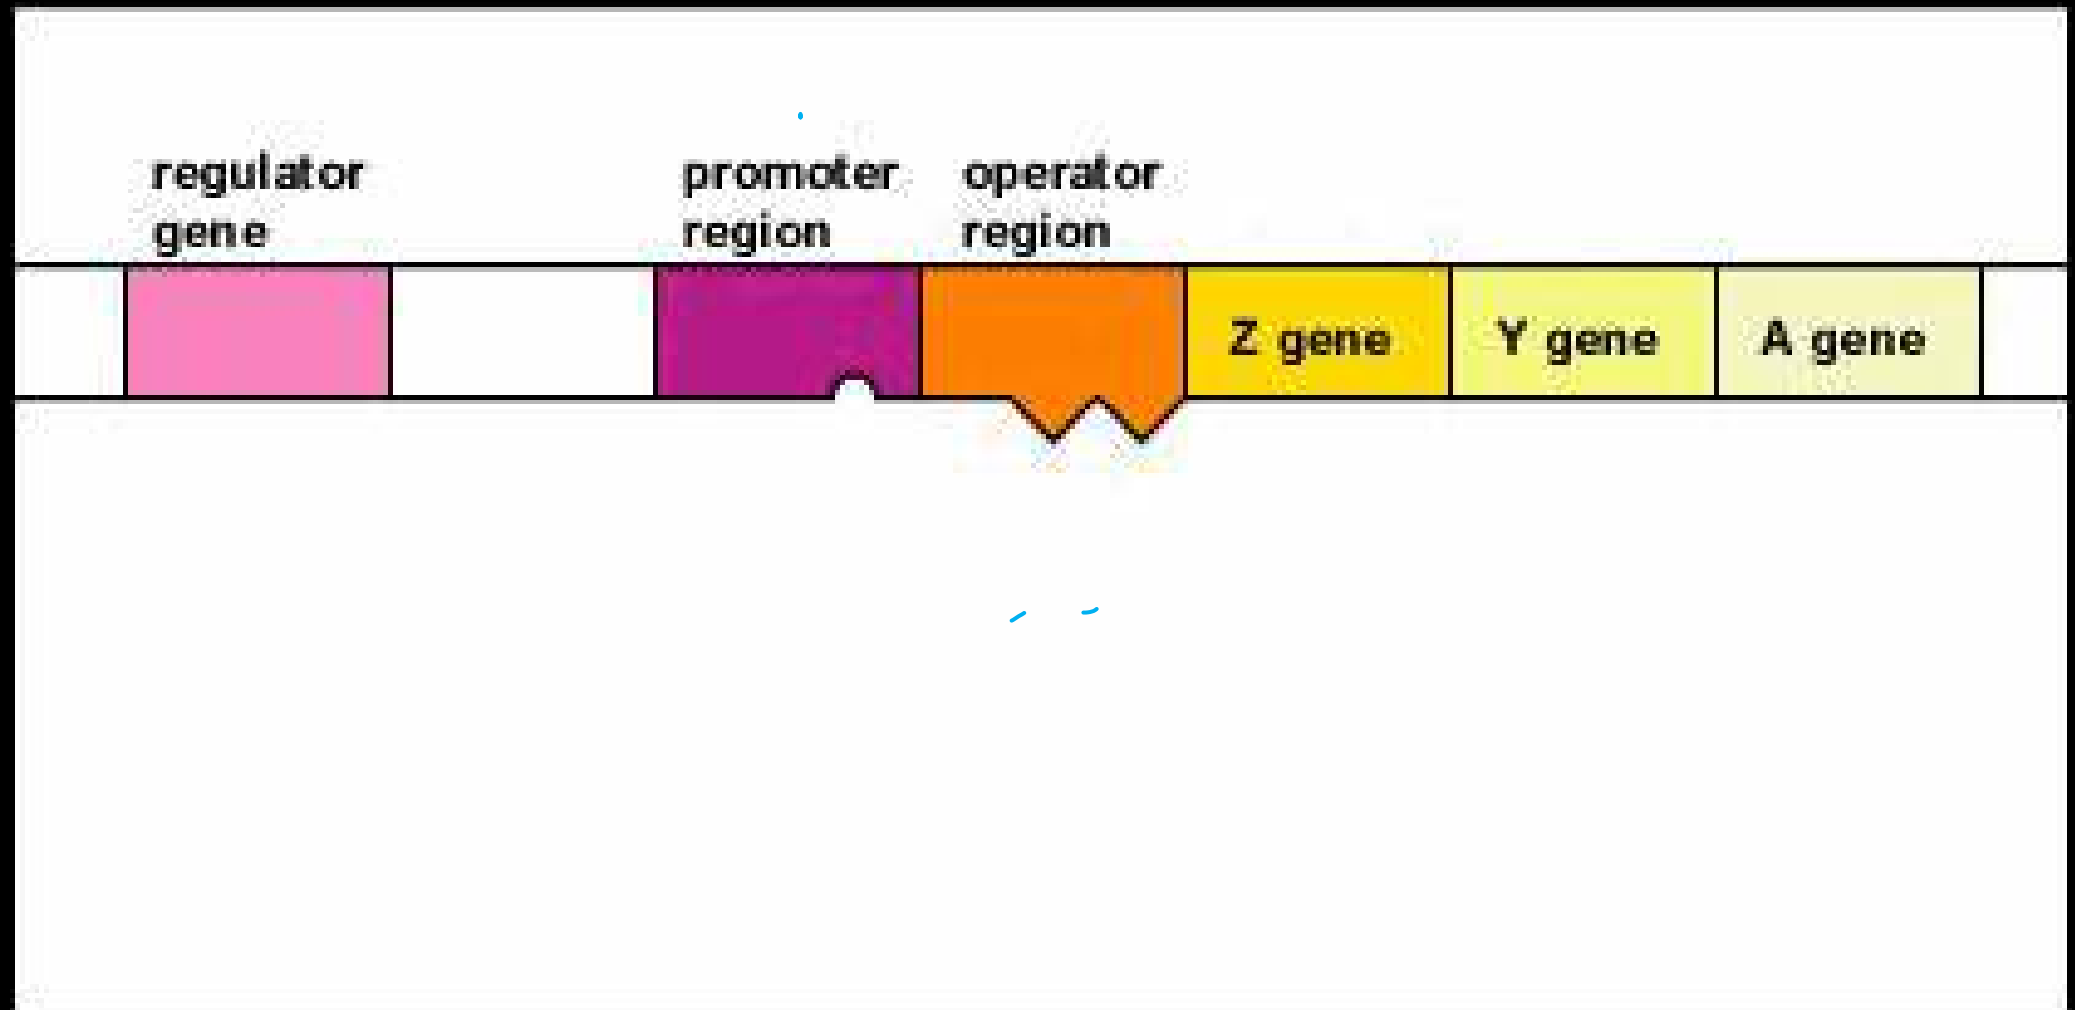 regulator
gene
promoter
region
operator
region
Z gene
Y gene
A gene